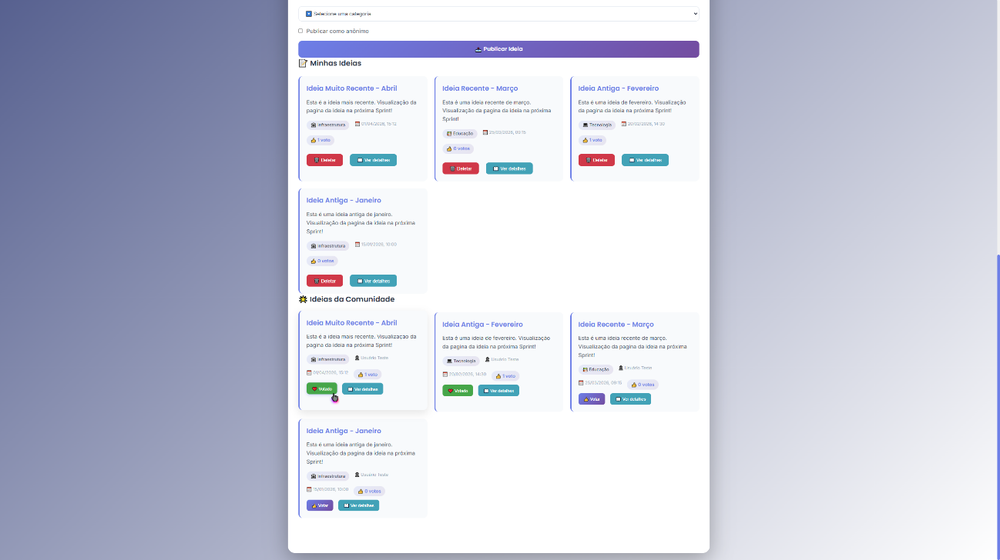 Selecione uma categoria
Publicar como anônimo
Publicar Ideia
Minhas Ideias
Ideia Muito Recente - Abril
Esta é a ideia mais recente. Visualização da
pagina da ideia na próxima Sprint!
Infraestrutura 01/04/2026, 15:12
1 voto
Deletar Ver detalhes
Ideia Recente - Março
Esta é uma ideia recente de março.
Visualização da pagina da ideia na próxima
Sprint!
Educação 25/03/2026, 09:15
0 votos
Deletar Ver detalhes
Ideia Antiga - Fevereiro
Esta é uma ideia de fevereiro. Visualização
da pagina da ideia na próxima Sprint!
Tecnologia 20/02/2026, 14:30
1 voto
Deletar Ver detalhes
Ideia Antiga - Janeiro
Esta é uma ideia antiga de janeiro.
Visualização da pagina da ideia na próxima
Sprint!
Infraestrutura 15/01/2026, 10:00
0 votos
Deletar Ver detalhes
Ideias da Comunidade
Ideia Muito Recente - Abril
Esta é a ideia mais recente. Visualização da
pagina da ideia na próxima Sprint!
Infraestrutura Usuário Teste
01/04/2026, 15:12 1 voto
Votado Ver detalhes
Ideia Antiga - Fevereiro
Esta é uma ideia de fevereiro. Visualização
da pagina da ideia na próxima Sprint!
Tecnologia Usuário Teste
20/02/2026, 14:30 1 voto
Votado Ver detalhes
Ideia Recente - Março
Esta é uma ideia recente de março.
Visualização da pagina da ideia na próxima
Sprint!
Educação Usuário Teste
25/03/2026, 09:15 0 votos
Votar Ver detalhes
Ideia Antiga - Janeiro
Esta é uma ideia antiga de janeiro.
Visualização da pagina da ideia na próxima
Sprint!
Infraestrutura Usuário Teste
15/01/2026, 10:00 0 votos
Votar Ver detalhes